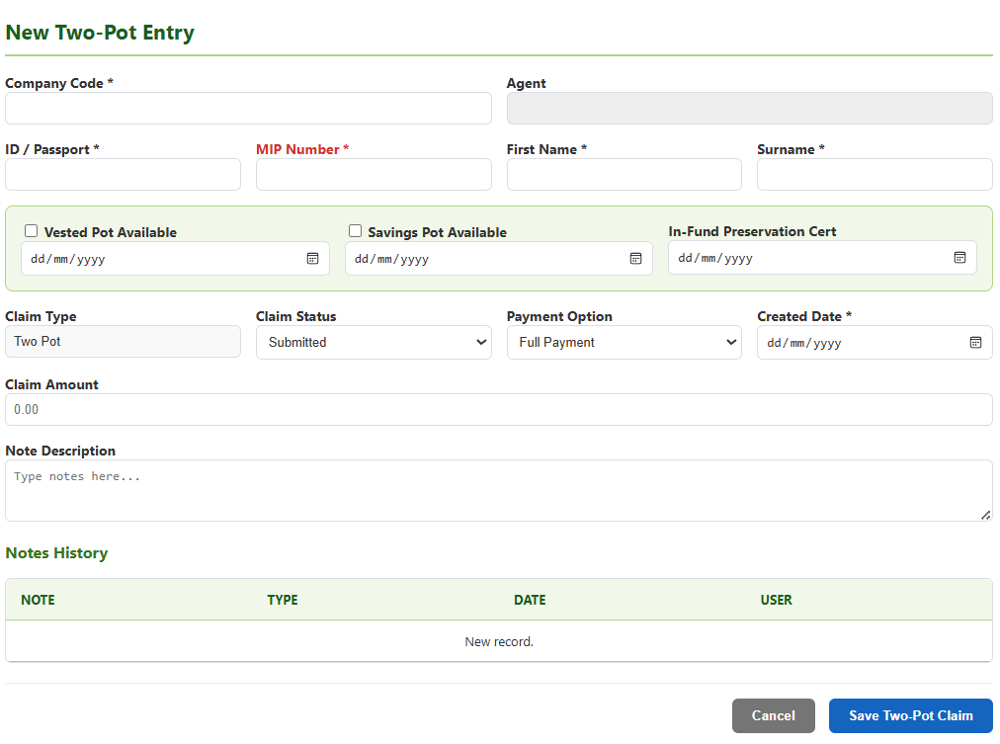 New Two-Pot Entry
Company Code * Agent
ID / Passport * MIP Number * First Name * Surname *
Vested Pot Available Savings Pot Available In-Fund Preservation Cert
dd/mm/yyyy dd/mm/yyyy dd/mm/yyyy
Claim Type Claim Status Payment Option Created Date *
Two Pot Submitted Full Payment dd/mm/yyyy
Claim Amount
0.00
Note Description
Type notes here...
Notes History
NOTE TYPE DATE USER
New record.
Cancel Save Two-Pot Claim